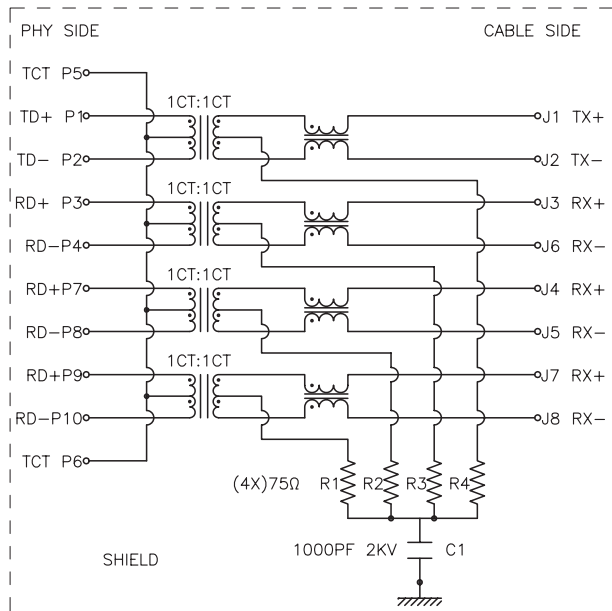 PHY SIDE CABLE SIDE
TCT P5
1CT:1CT
TD+ P1 J1 TX+
TD- P2 J2 TX-
1CT:1CT
RD+ P3 J3 RX+
RD-P4 J6 RX-
1CT:1CT
RD+P7 J4 RX+
RD-P8 J5 RX-
1CT:1CT
RD+P9 J7 RX+
RD-P10 J8 RX-
TCT P6
(4X)75Ω R1 R2 R3 R4
1000PF 2KV C1
SHIELD